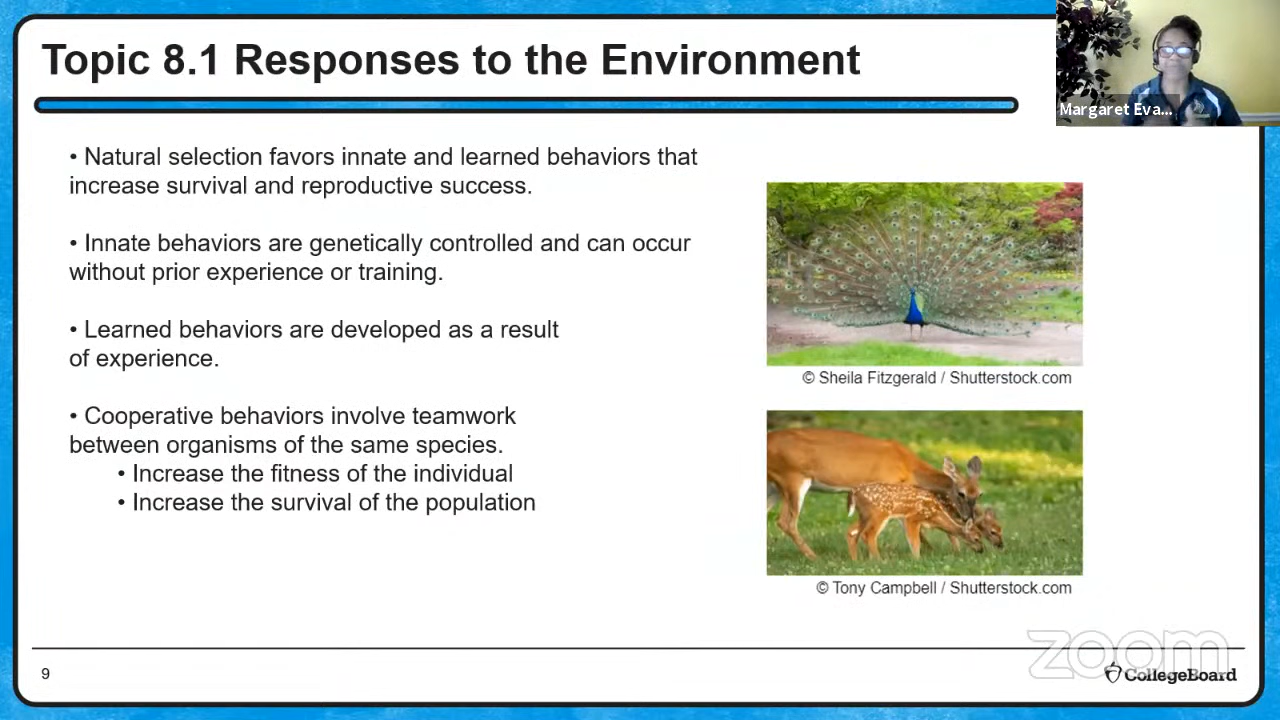 Topic 8.1 Responses to the Environment
Margaret Eva...
• Natural selection favors innate and learned behaviors that
increase survival and reproductive success.
• Innate behaviors are genetically controlled and can occur
without prior experience or training.
• Learned behaviors are developed as a result
of experience.
• Cooperative behaviors involve teamwork
between organisms of the same species.
• Increase the fitness of the individual
• Increase the survival of the population
© Sheila Fitzgerald / Shutterstock.com
© Tony Campbell / Shutterstock.com
zoom
9
CollegeBoard